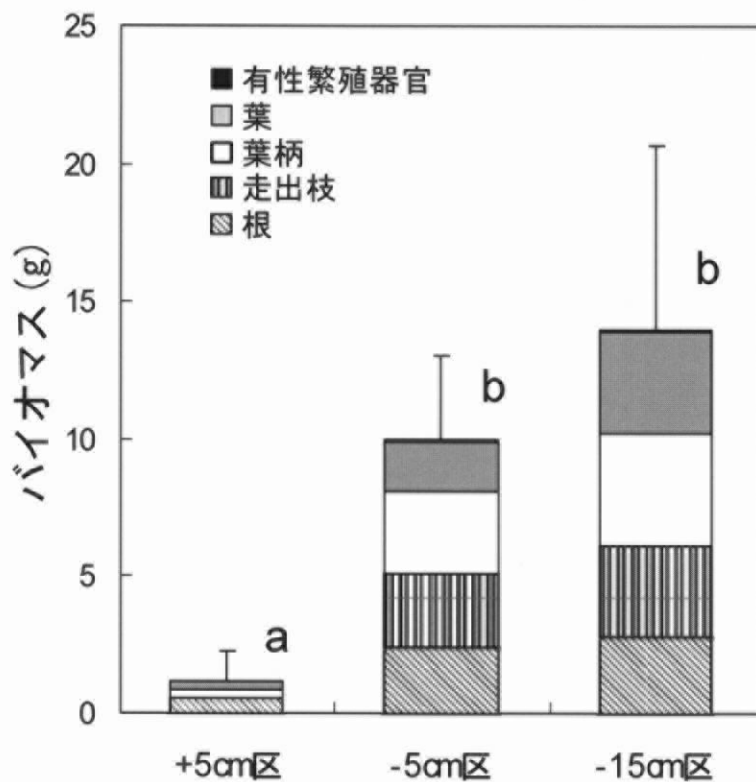 25
20
15
10
5
0
バイオマス (g)
有性繁殖器官
葉
葉柄
走出枝
根
a
b
b
+5cm区
-5cm区
-15cm区